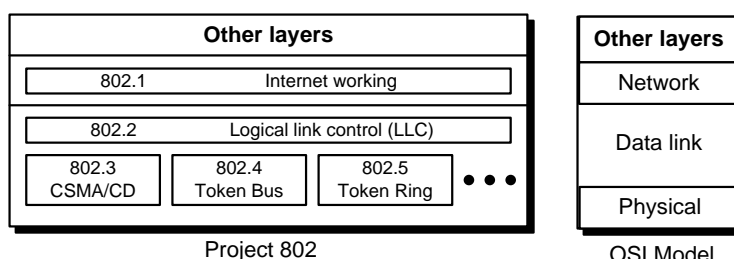 Other layers
802.1 Internet working
802.2 Logical link control (LLC)
802.3
CSMA/CD
802.4
Token Bus
802.5
Token Ring
Project 802
Other layers
Network
Data link
Physical
OSI Model